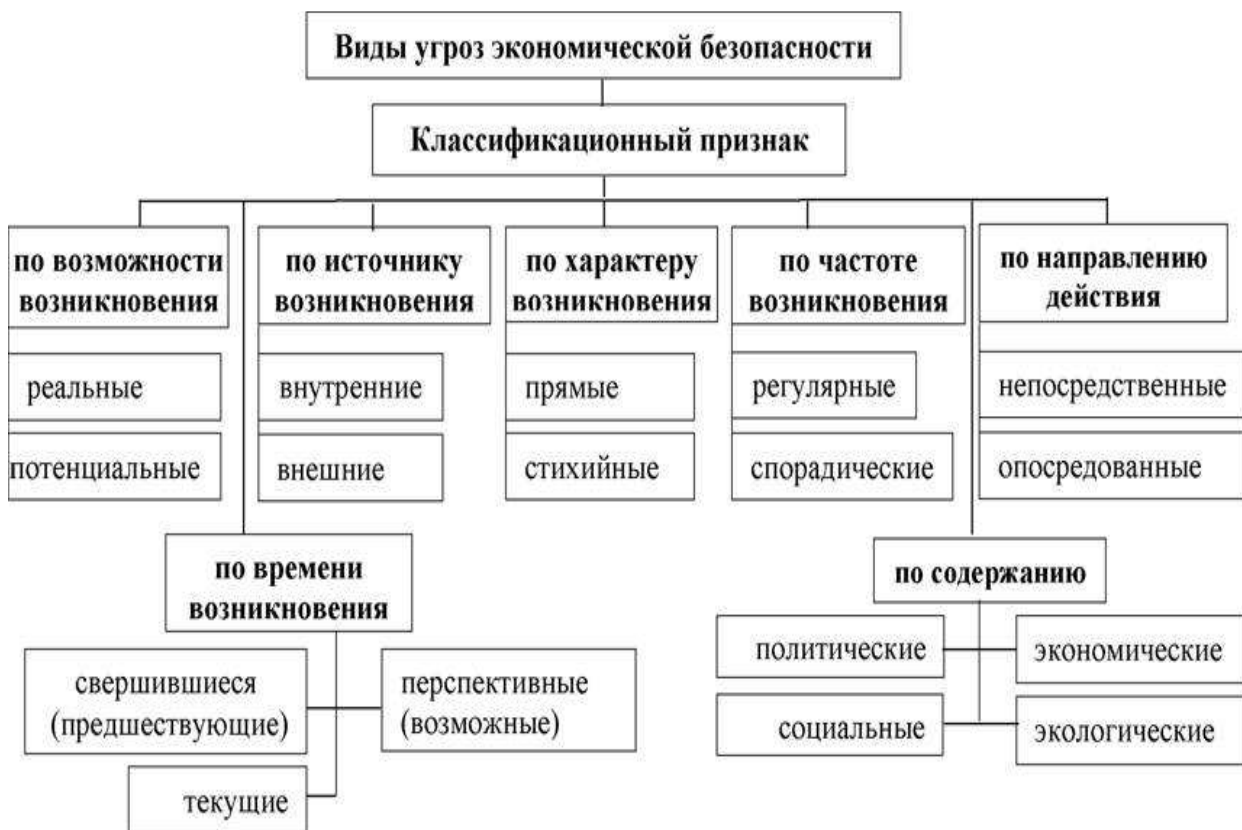 Виды угроз экономической безопасности
Классификационный признак
по возможности
возникновения
реальные
потенциальные
по источнику
возникновения
внутренние
внешние
по характеру
возникновения
прямые
стихийные
по частоте
возникновения
регулярные
спорадические
по направлению
действия
непосредственные
опосредованные
по времени
возникновения
свершившиеся
(предшествующие)
перспективные
(возможные)
текущие
по содержанию
политические
экономические
социальные
экологические